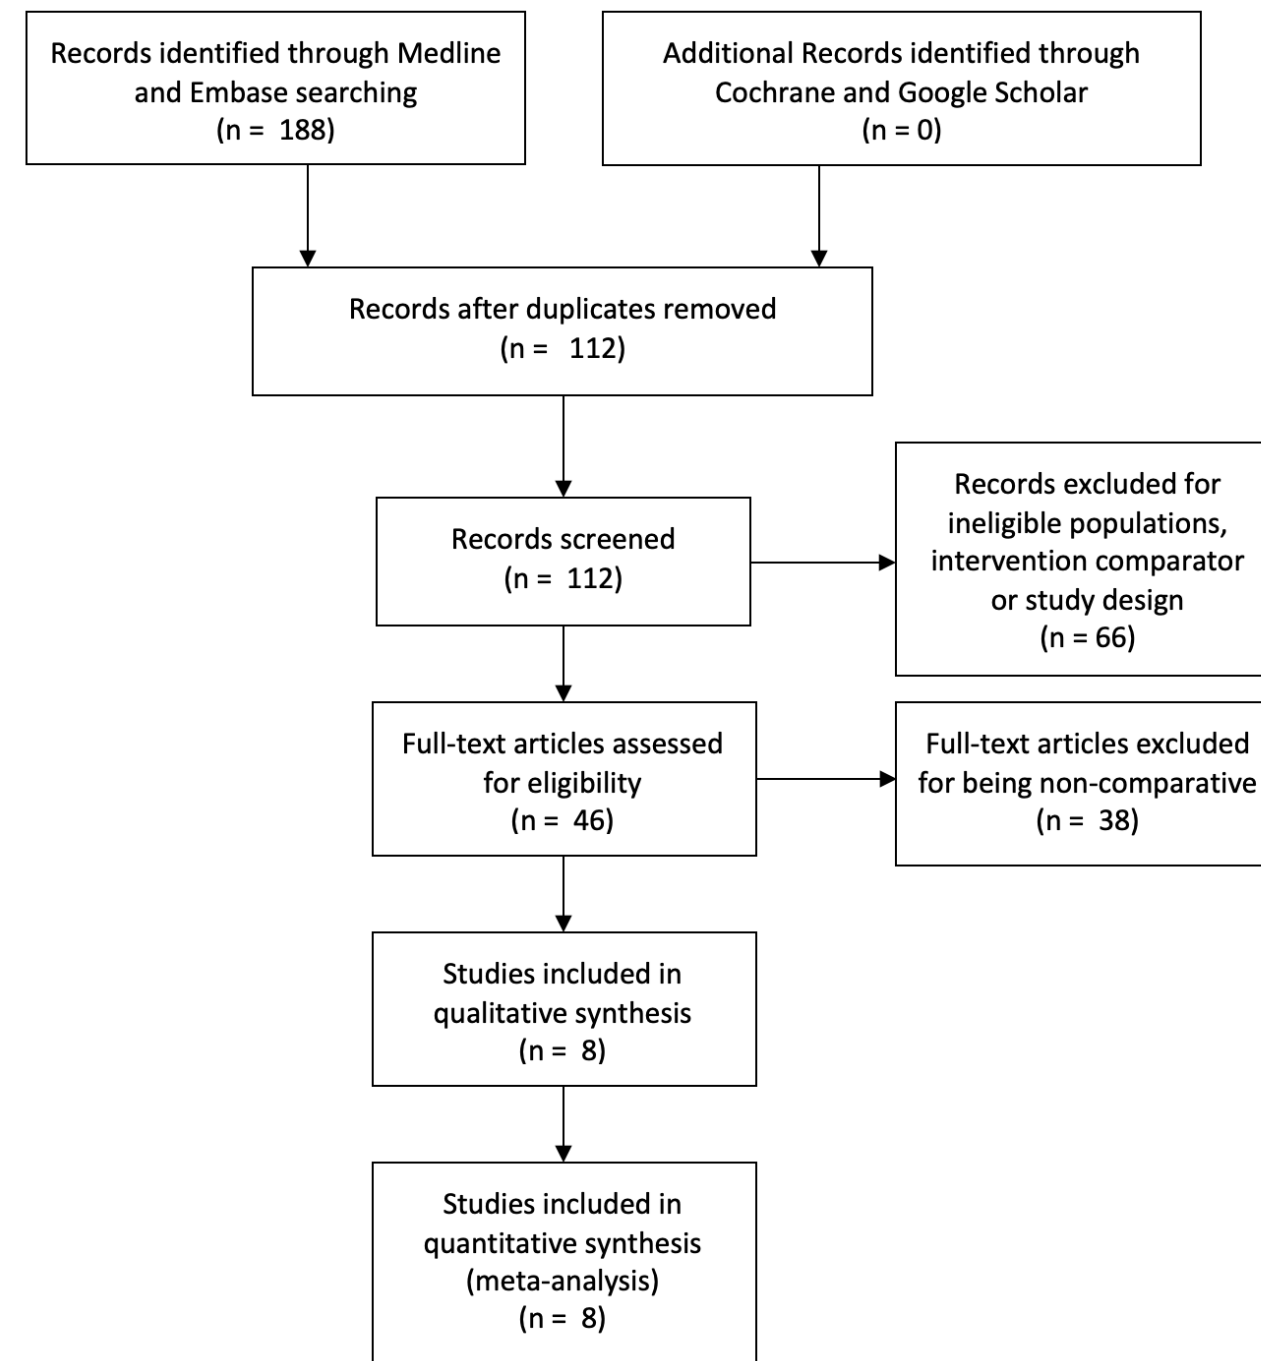 Records identified through Medline
and Embase searching
(n = 188)
Additional Records identified through
Cochrane and Google Scholar
(n = 0)
Records after duplicates removed
(n = 112)
Records screened
(n = 112)
Records excluded for
ineligible populations,
intervention comparator
or study design
(n = 66)
Full-text articles assessed
for eligibility
(n = 46)
Full-text articles excluded
for being non-comparative
(n = 38)
Studies included in
qualitative synthesis
(n = 8)
Studies included in
quantitative synthesis
(meta-analysis)
(n = 8)